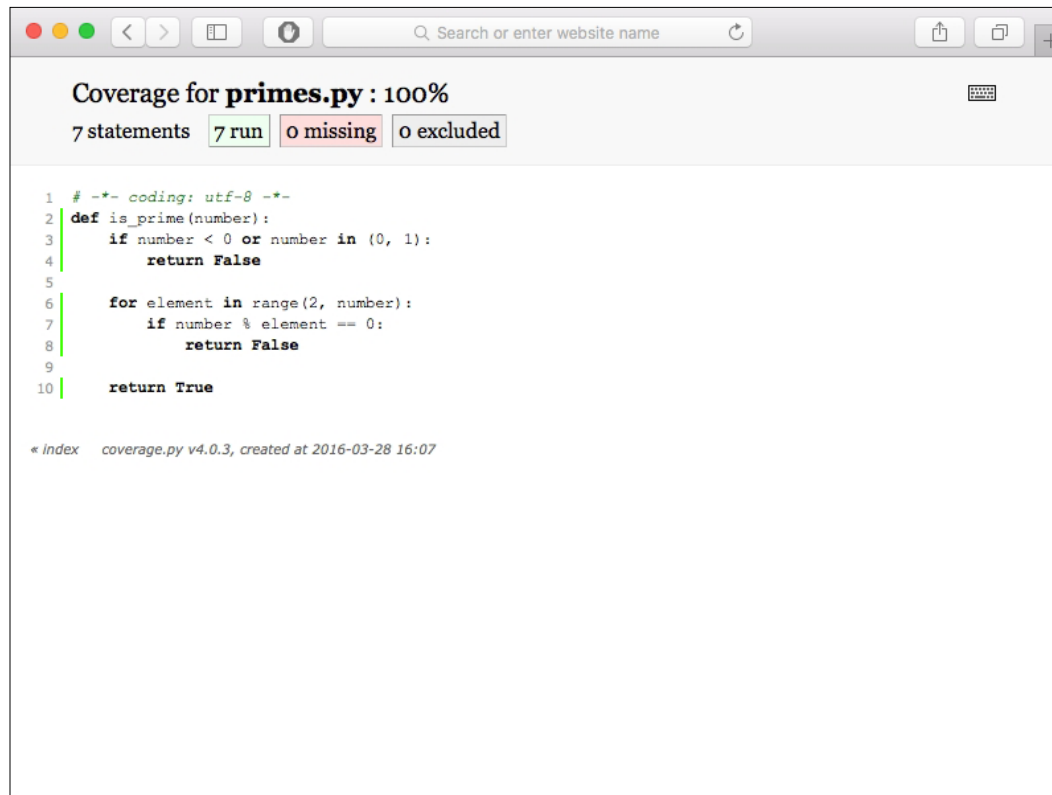 Search or enter website name
Coverage for primes.py : 100%
7 statements 7 run 0 missing 0 excluded
1 # -*- coding: utf-8 -*-
2 def is_prime(number):
3     if number < 0 or number in (0, 1):
4         return False
5
6     for element in range(2, number):
7         if number % element == 0:
8             return False
9
10     return True
« index coverage.py v4.0.3, created at 2016-03-28 16:07